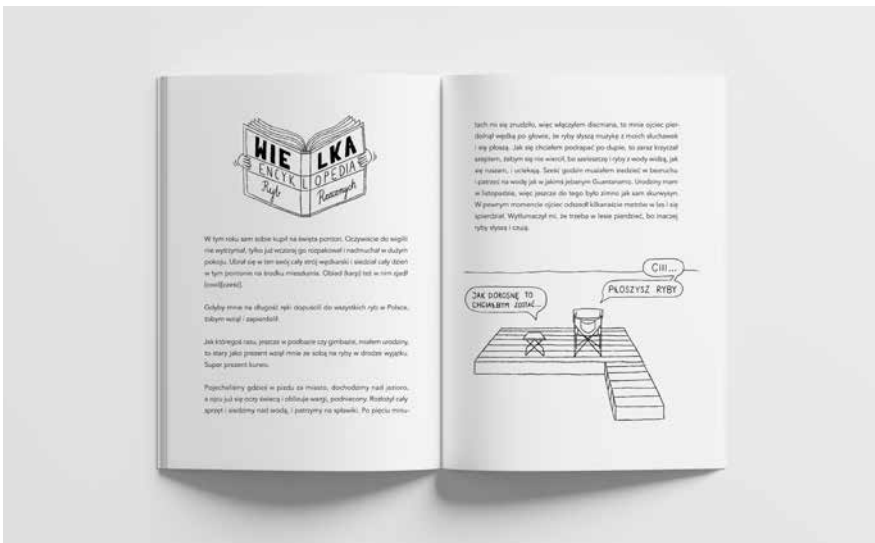 WIELKA
ENCYKLOPEDIA
Ryb Rzecznych
W tym roku sam sobie kupił na święta ponton. Oczywiście do wigilii
nie wytrzymał, tylko już wczoraj go rozpakował i nadmuchał w dużym
pokoju. Ubrał się w ten swój cały strój wędkarski i siedział cały dzień
w tym pontonie na środku mieszkania. Obiad (karp) też w nim zjadł
[cool][cześć].
Gdyby mnie na długość ręki dopuścili do wszystkich ryb w Polsce,
tobym wziął i zapierdolił.
Jak któregoś razu, jeszcze w podbazie czy gimbazie, miałem urodziny,
to stary jako prezent wziął mnie ze sobą na ryby w drodze wyjątku.
Super prezent kurwo.
Pojechaliśmy gdzieś w pizdu za miasto, dochodzimy nad jezioro,
a ojcu już się oczy świecą i oblizuje wargi, podniecony. Rozłożył cały
sprzęt i siedzimy nad wodą, i patrzymy na spławiki. Po pięciu minu-
tach mi się znudziło, więc włączyłem discmana, to mnie ojciec pier-
dolnął wędką po głowie, że ryby słyszą muzykę z moich słuchawek
i się płoszą. Jak się chciałem podrapać po dupie, to zaraz krzyczał
szeptem, żebym się nie wiercił, bo szeleszczę i ryby z wody widzą, jak
się ruszam, i uciekają. Sześć godzin musiałem siedzieć w bezruchu
i patrzeć na wodę jak w jakimś jebanym Guantanamo. Urodziny mam
w listopadzie, więc jeszcze do tego było zimno jak sam skurwysyn.
W pewnym momencie ojciec odszedł kilkanaście metrów w las i się
spierdział. Wytłumaczył mi, że trzeba w lesie pierdzieć, bo inaczej
ryby słyszą i czują.
CIII...
JAK DOROSNĘ TO
CHCIAŁBYM ZOSTAĆ...
PŁOSZYSZ RYBY